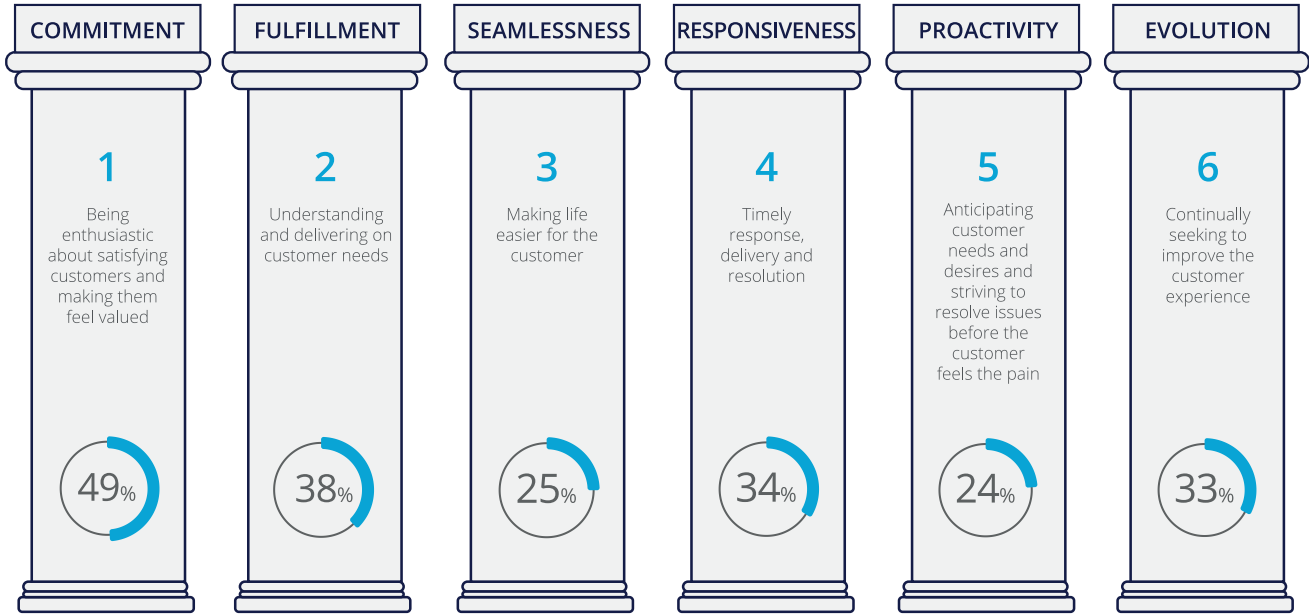 COMMITMENT
1
Being
enthusiastic
about satisfying
customers and
making them
feel valued
49%
FULFILLMENT
2
Understanding
and delivering on
customer needs
38%
SEAMLESSNESS
3
Making life
easier for the
customer
25%
RESPONSIVENESS
4
Timely
response,
delivery and
resolution
34%
PROACTIVITY
5
Anticipating
customer
needs and
desires and
striving to
resolve issues
before the
customer
feels the pain
24%
EVOLUTION
6
Continually
seeking to
improve the
customer
experience
33%